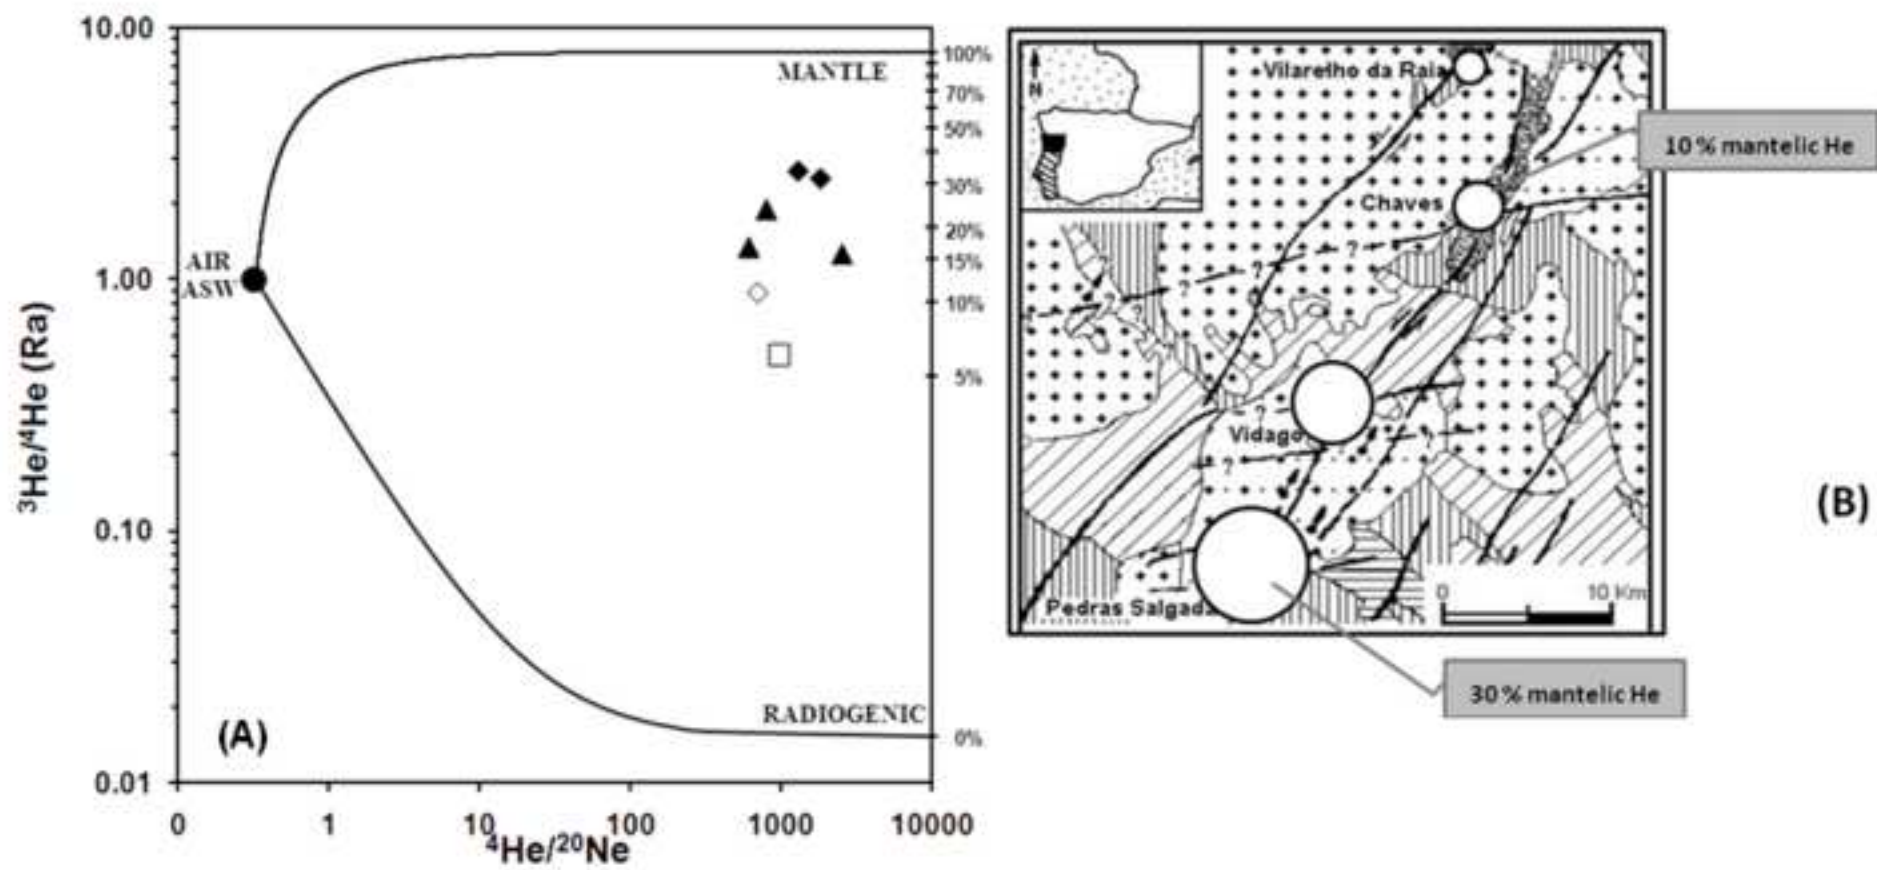 10.00
1.00
0.10
0.01
³He/⁴He (Ra)
0
1
10
100
1000
10000
⁴He/²⁰Ne
AIR
ASW
MANTLE
RADIOGENIC
100%
70%
50%
30%
20%
15%
10%
5%
0%
(A)
N
Vilarelho da Raia
Chaves
Vidago
Pedras Salgada
?
?
?
?
?
?
?
?
0 10 Km
10 % mantelic He
30 % mantelic He
(B)